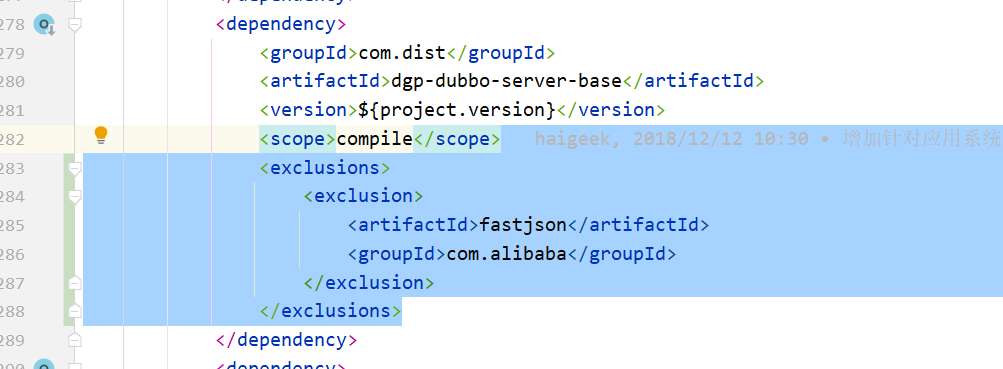 278 <dependency>
279 <groupId>com.dist</groupId>
280 <artifactId>dgp-dubbo-server-base</artifactId>
281 <version>${project.version}</version>
282 <scope>compile</scope> haigeek, 2018/12/12 10:30 • 增加针对应用系统
283 <exclusions>
284 <exclusion>
285 <artifactId>fastjson</artifactId>
286 <groupId>com.alibaba</groupId>
287 </exclusion>
288 </exclusions>
289 </dependency>
290 <dependency>